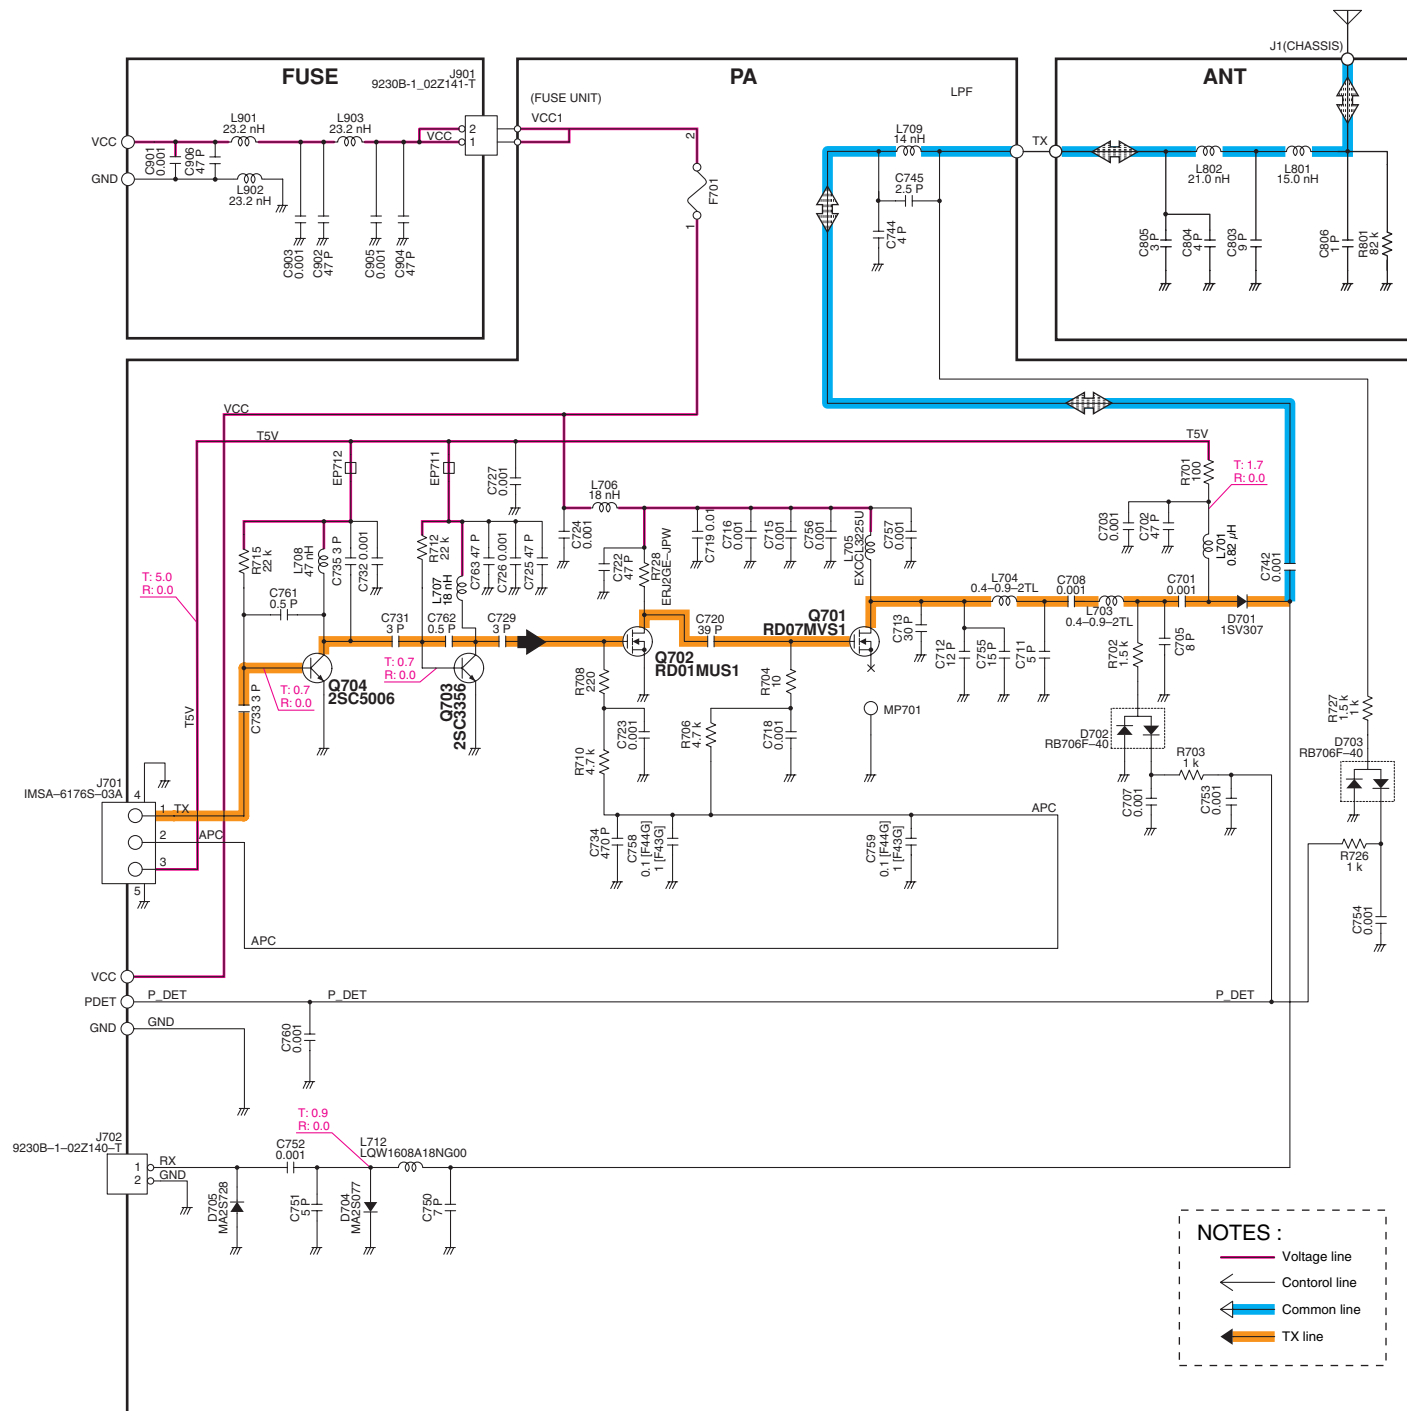 J1(CHASSIS)
FUSE
J901
9230B-1_02Z141-T
PA
LPF
ANT
(FUSE UNIT)
VCC1
VCC
GND
L901
23.2 nH
L903
23.2 nH
VCC
2
1
C901
0.001
C906
47 P
L902
23.2 nH
C903
0.001
C902
47 P
C905
0.001
C904
47 P
2
F701
1
L709
14 nH
C745
2.5 P
C744
4 P
TX
L802
21.0 nH
L801
15.0 nH
C805
3 P
C804
4 P
C803
9 P
C806
1 P
R801
82 k
VCC
T5V
T5V
EP712
EP711
C727
0.001
L706
18 nH
R701
100
T: 1.7
R: 0.0
R715
22 k
L708
47 nH
C735 3 P
C732 0.001
R712
22 k
L707
18 nH
C763 47 P
C726 0.001
C725 47 P
C724
0.001
C722
47 P
R728
ERJ2GE-JPW
C719 0.01
C716
0.001
C715
0.001
C756
0.001
L705
EXCCL3225U
C757
0.001
C703
0.001
C702
47 P
L701
0.82 µH
C742
0.001
T: 5.0
R: 0.0
C761
0.5 P
C731
3 P
C762
0.5 P
C729
3 P
C720
39 P
Q701
RD07MVS1
L704
0.4-0.9-2TL
C708
0.001
L703
0.4-0.9-2TL
C701
0.001
D701
1SV307
C713
30 P
C712
12 P
C755
15 P
C711
5 P
R702
1.5 k
C705
8 P
T: 0.7
R: 0.0
Q704
2SC5006
T: 0.7
R: 0.0
Q703
2SC3356
Q702
RD01MUS1
R708
220
R704
10
C733 3 P
T5V
R710
4.7 k
C723
0.001
R706
4.7 k
C718
0.001
MP701
D702
RB706F-40
R703
1 k
C707
0.001
C753
0.001
R727
1.5 k
1 k
D703
RB706F-40
J701
IMSA-6176S-03A
4
1
TX
2
APC
3
5
APC
C734
470 P
C758
0.1 [F44G]
1 [F43G]
C759
0.1 [F44G]
1 [F43G]
R726
1 k
C754
0.001
APC
VCC
PDET
P_DET
P_DET
P_DET
GND
GND
C760
0.001
J702
9230B-1-02Z140-T
1
RX
2
GND
C752
0.001
T: 0.9
R: 0.0
L712
LQW1608A18NG00
D705
MA2S728
C751
5 P
D704
MA2S077
C750
7 P
NOTES :
Voltage line
Contorol line
Common line
TX line